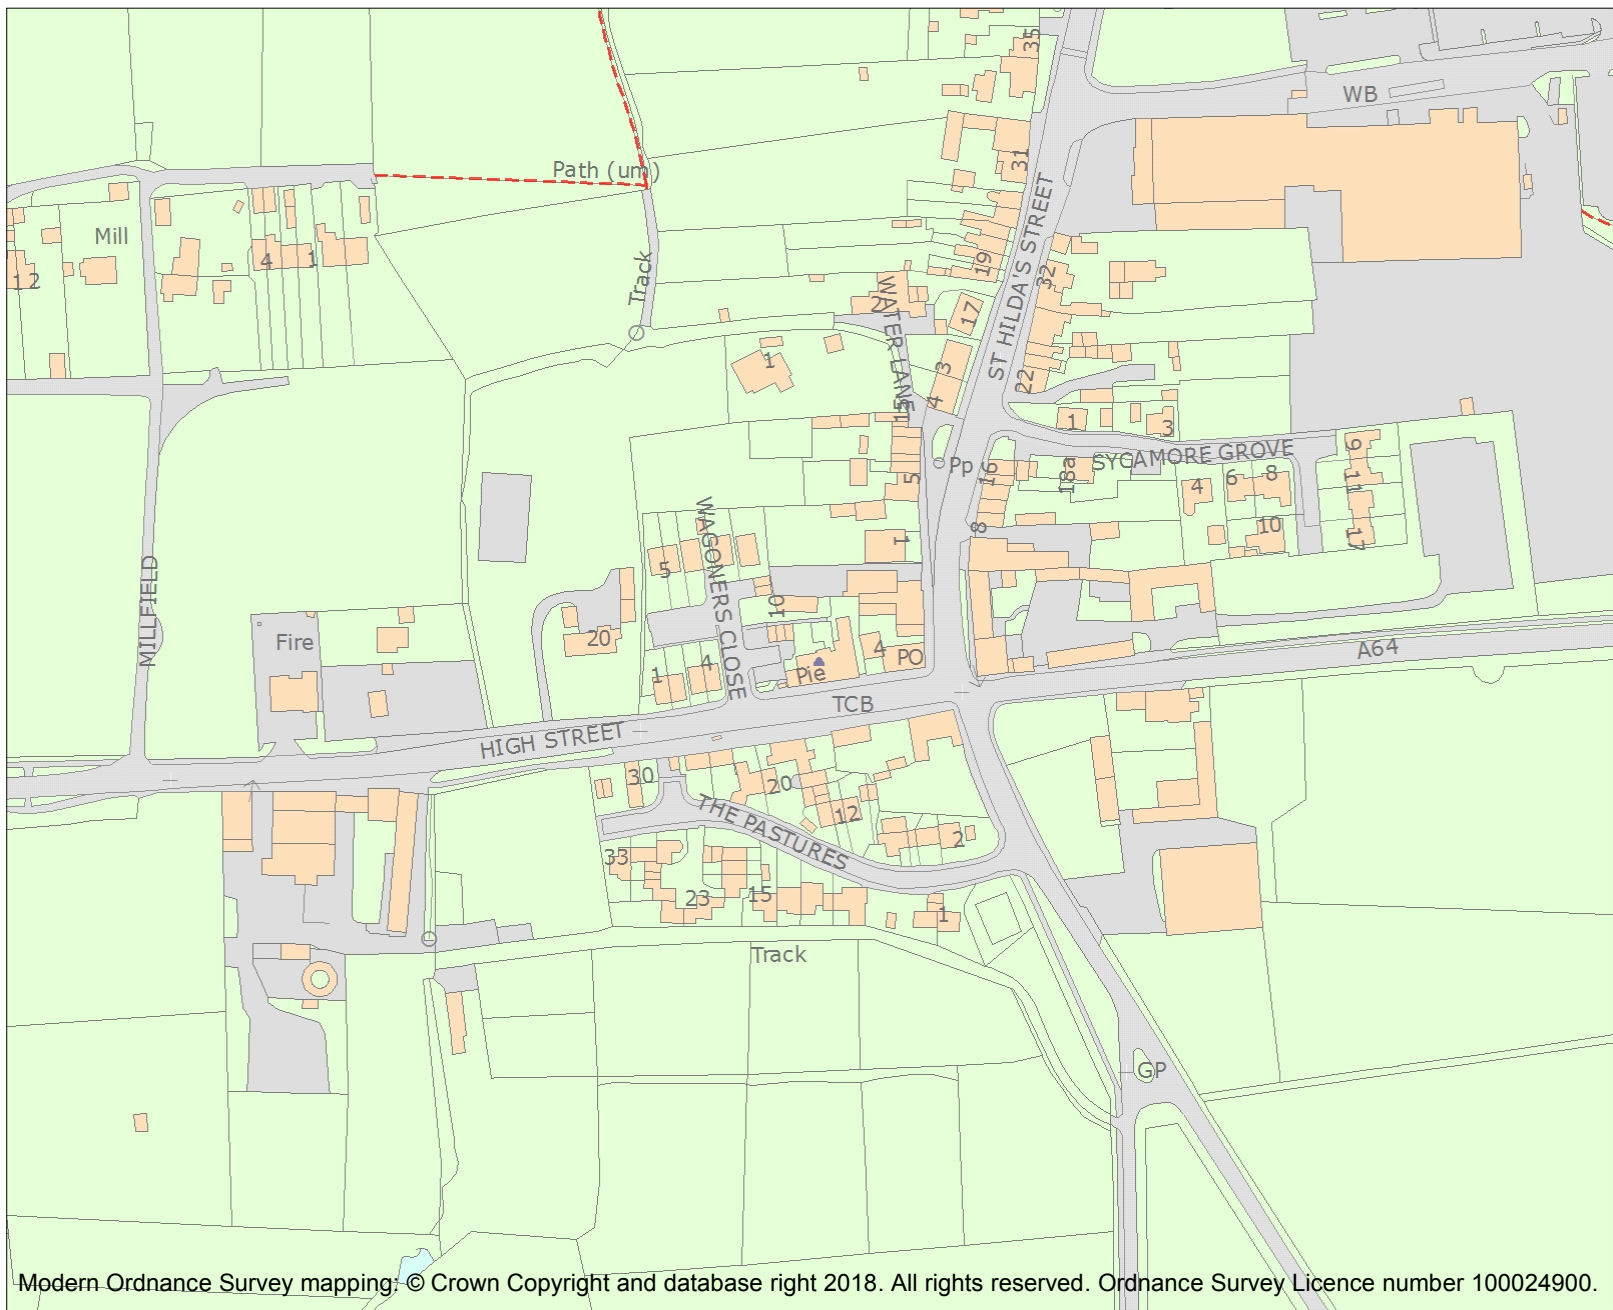 35
WB
31
Path (um)
Mill
4
1
12
Track
19
32
ST HILDA'S STREET
2
WATER LANE
17
1
3
22
4
15
1
3
SYCAMORE GROVE
9
Pp
16
18a
5
4
6
8
11
8
10
17
1
WAGONERS CLOSE
5
MILLFIELD
10
Fire
20
4
PO
A64
1
4
Pie
TCB
HIGH STREET
30
20
THE PASTURES
12
2
33
23
15
1
Track
GP
Modern Ordnance Survey mapping: © Crown Copyright and database right 2018. All rights reserved. Ordnance Survey Licence number 100024900.